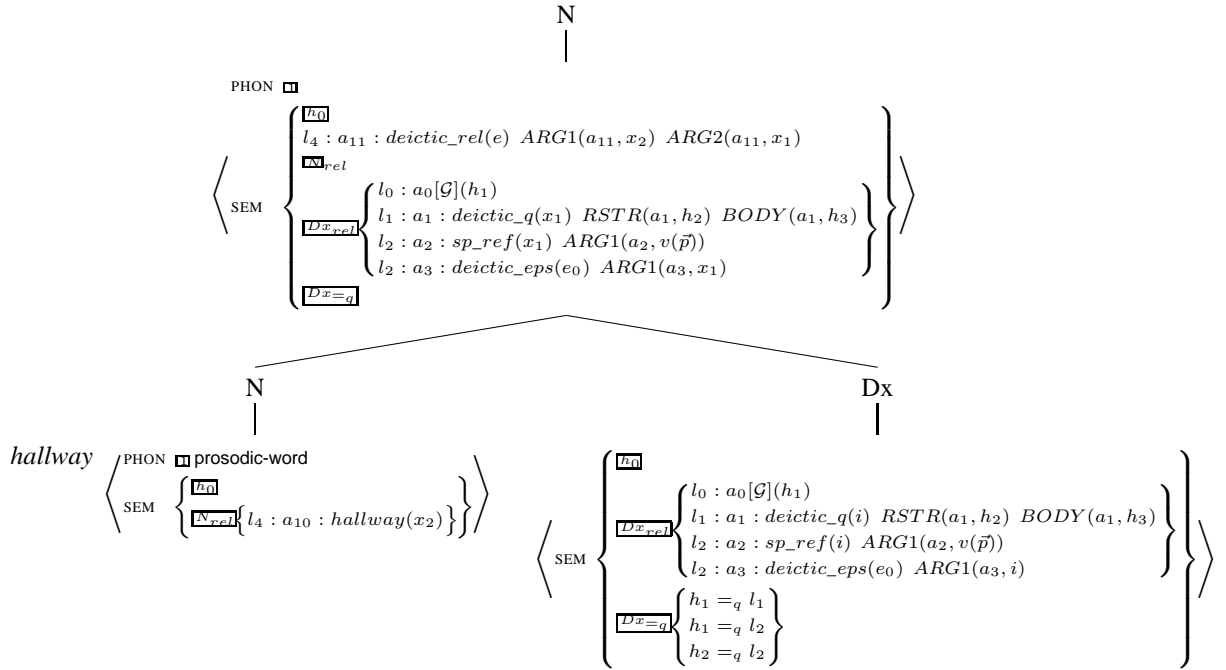 N
PHON 1
h₀
l₄ : a₁₁ : deictic_rel(e) ARG1(a₁₁, x₂) ARG2(a₁₁, x₁)
N_rel
SEM
l₀ : a₀[𝒢](h₁)
l₁ : a₁ : deictic_q(x₁) RSTR(a₁, h₂) BODY(a₁, h₃)
Dx_rel
l₂ : a₂ : sp_ref(x₁) ARG1(a₂, v(p⃗))
l₂ : a₃ : deictic_eps(e₀) ARG1(a₃, x₁)
Dx=q
N
hallway
PHON 1 prosodic-word
SEM
h₀
N_rel { l₄ : a₁₀ : hallway(x₂) }
Dx
h₀
SEM
l₀ : a₀[𝒢](h₁)
l₁ : a₁ : deictic_q(i) RSTR(a₁, h₂) BODY(a₁, h₃)
Dx_rel
l₂ : a₂ : sp_ref(i) ARG1(a₂, v(p⃗))
l₂ : a₃ : deictic_eps(e₀) ARG1(a₃, i)
Dx=q
h₁ =q l₁
h₁ =q l₂
h₂ =q l₂